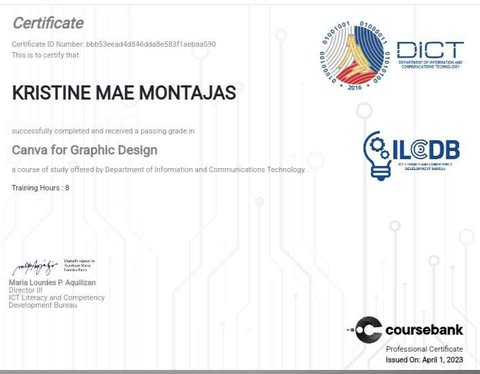 Certificate
Certificate ID Number: bbb53eead4d846dda8e583f1aebaa590
This is to certify that
KRISTINE MAE MONTAJAS
successfully completed and received a passing grade in
Canva for Graphic Design
a course of study offered by Department of Information and Communications Technology.
Training Hours : 8
01001001 01000011 01010100
2016
DICT
DEPARTMENT OF INFORMATION AND
COMMUNICATIONS TECHNOLOGY
ILCDB
ICT LITERACY AND COMPETENCY
DEVELOPMENT BUREAU
Digitally signed by
Maria Lourdes P. Aquilizan
Director III
ICT Literacy and Competency
Development Bureau
coursebank
Professional Certificate
Issued On: April 1, 2023